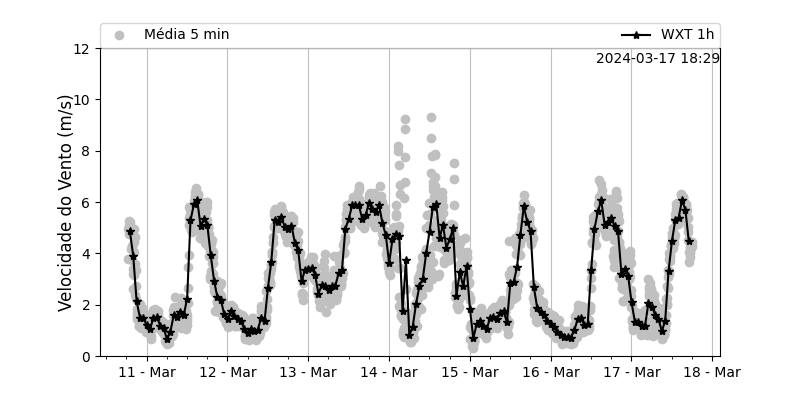 Média 5 min
WXT 1h
2024-03-17 18:29
Velocidade do Vento (m/s)
12
10
8
6
4
2
0
11 - Mar
12 - Mar
13 - Mar
14 - Mar
15 - Mar
16 - Mar
17 - Mar
18 - Mar